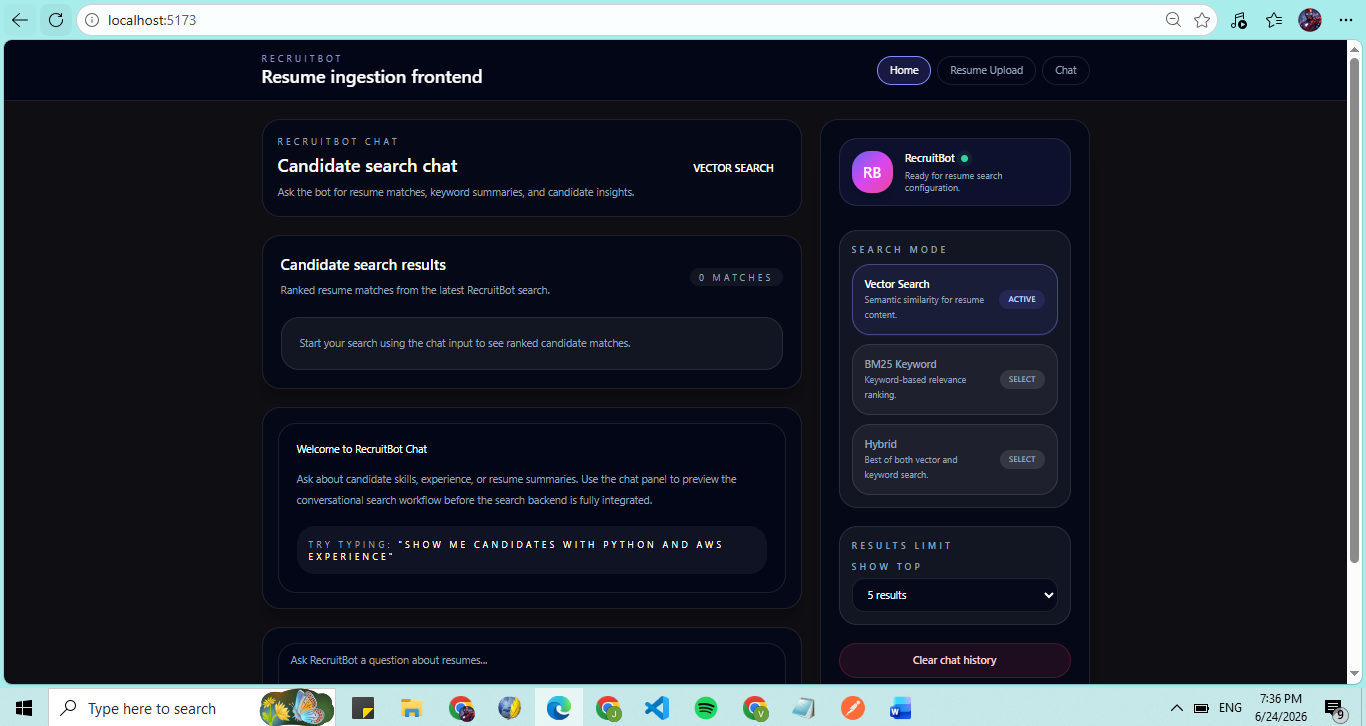 localhost:5173
RECRUITBOT
Resume ingestion frontend
Home
Resume Upload
Chat
RECRUITBOT CHAT
Candidate search chat
VECTOR SEARCH
Ask the bot for resume matches, keyword summaries, and candidate insights.
Candidate search results
0 MATCHES
Ranked resume matches from the latest RecruitBot search.
Start your search using the chat input to see ranked candidate matches.
Welcome to RecruitBot Chat
Ask about candidate skills, experience, or resume summaries. Use the chat panel to preview the
conversational search workflow before the search backend is fully integrated.
TRY TYPING: "SHOW ME CANDIDATES WITH PYTHON AND AWS
EXPERIENCE"
Ask RecruitBot a question about resumes...
RB
RecruitBot
Ready for resume search
configuration.
SEARCH MODE
Vector Search
Semantic similarity for resume
content.
ACTIVE
BM25 Keyword
Keyword-based relevance
ranking.
SELECT
Hybrid
Best of both vector and
keyword search.
SELECT
RESULTS LIMIT
SHOW TOP
5 results
Clear chat history
Type here to search
J
V
W
ENG
7:36 PM
6/24/2026
9